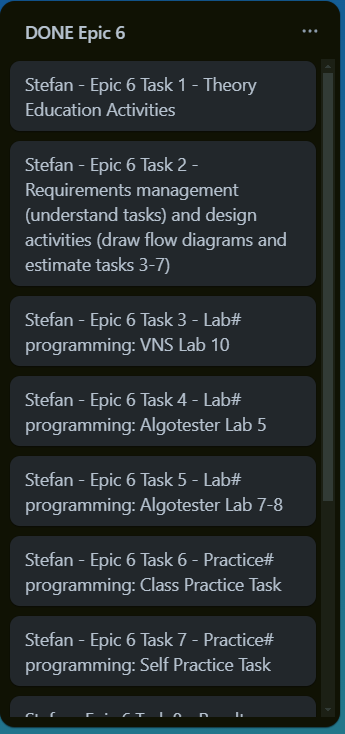 DONE Epic 6
Stefan - Epic 6 Task 1 - Theory
Education Activities
Stefan - Epic 6 Task 2 -
Requirements management
(understand tasks) and design
activities (draw flow diagrams and
estimate tasks 3-7)
Stefan - Epic 6 Task 3 - Lab#
programming: VNS Lab 10
Stefan - Epic 6 Task 4 - Lab#
programming: Algotester Lab 5
Stefan - Epic 6 Task 5 - Lab#
programming: Algotester Lab 7-8
Stefan - Epic 6 Task 6 - Practice#
programming: Class Practice Task
Stefan - Epic 6 Task 7 - Practice#
programming: Self Practice Task